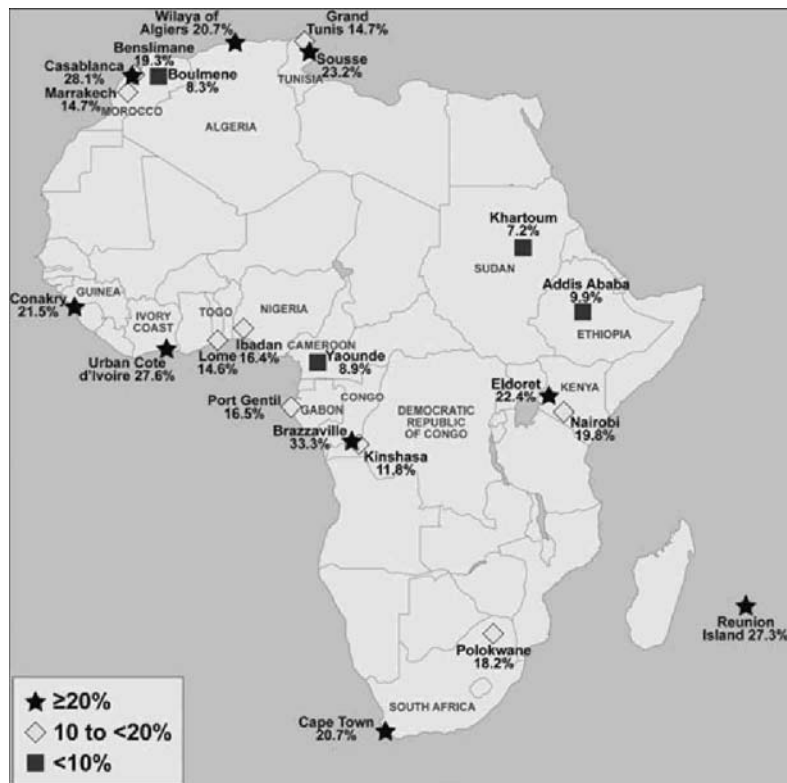 Wilaya of
Algiers 20.7%
Grand
Tunis 14.7%
Benslimane
19.3%
Casablanca
28.1%
Boulmene
8.3%
Sousse
23.2%
TUNISIA
Marrakech
14.7%
MOROCCO
ALGERIA
Khartoum
7.2%
SUDAN
Addis Ababa
9.9%
ETHIOPIA
Conakry
21.5%
GUINEA
IVORY
COAST
TOGO
NIGERIA
Urban Cote
d'Ivoire 27.6%
Lome
14.6%
Ibadan
16.4%
CAMEROON
Yaounde
8.9%
Port Gentil
16.5%
GABON
CONGO
DEMOCRATIC
REPUBLIC
OF CONGO
Eldoret
22.4%
KENYA
Nairobi
19.8%
Brazzaville
33.3%
Kinshasa
11.8%
Reunion
Island 27.3%
Polokwane
18.2%
SOUTH AFRICA
Cape Town
20.7%
≥20%
10 to <20%
<10%